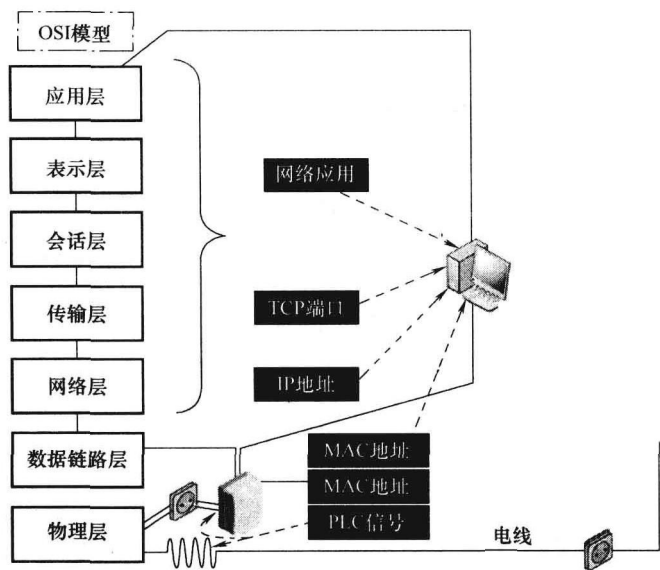 OSI模型
应用层
表示层
会话层
传输层
网络层
数据链路层
物理层
网络应用
TCP端口
IP地址
MAC地址
MAC地址
PLC信号
电线